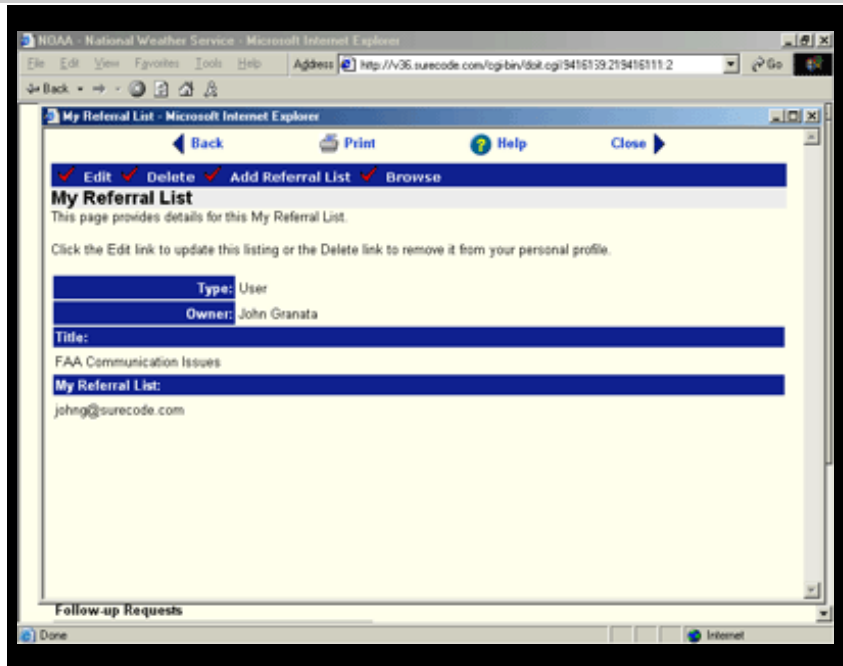 NOAA - National Weather Service - Microsoft Internet Explorer
File Edit View Favorites Tools Help Address http://v36.surecode.com/cgi-bin/doit.cgi?9416139:219416111:2 Go
Back
My Referral List - Microsoft Internet Explorer
Back Print Help Close
Edit Delete Add Referral List Browse
My Referral List
This page provides details for this My Referral List.
Click the Edit link to update this listing or the Delete link to remove it from your personal profile.
Type: User
Owner: John Granata
Title:
FAA Communication Issues
My Referral List:
johng@surecode.com
Follow-up Requests
Done Internet